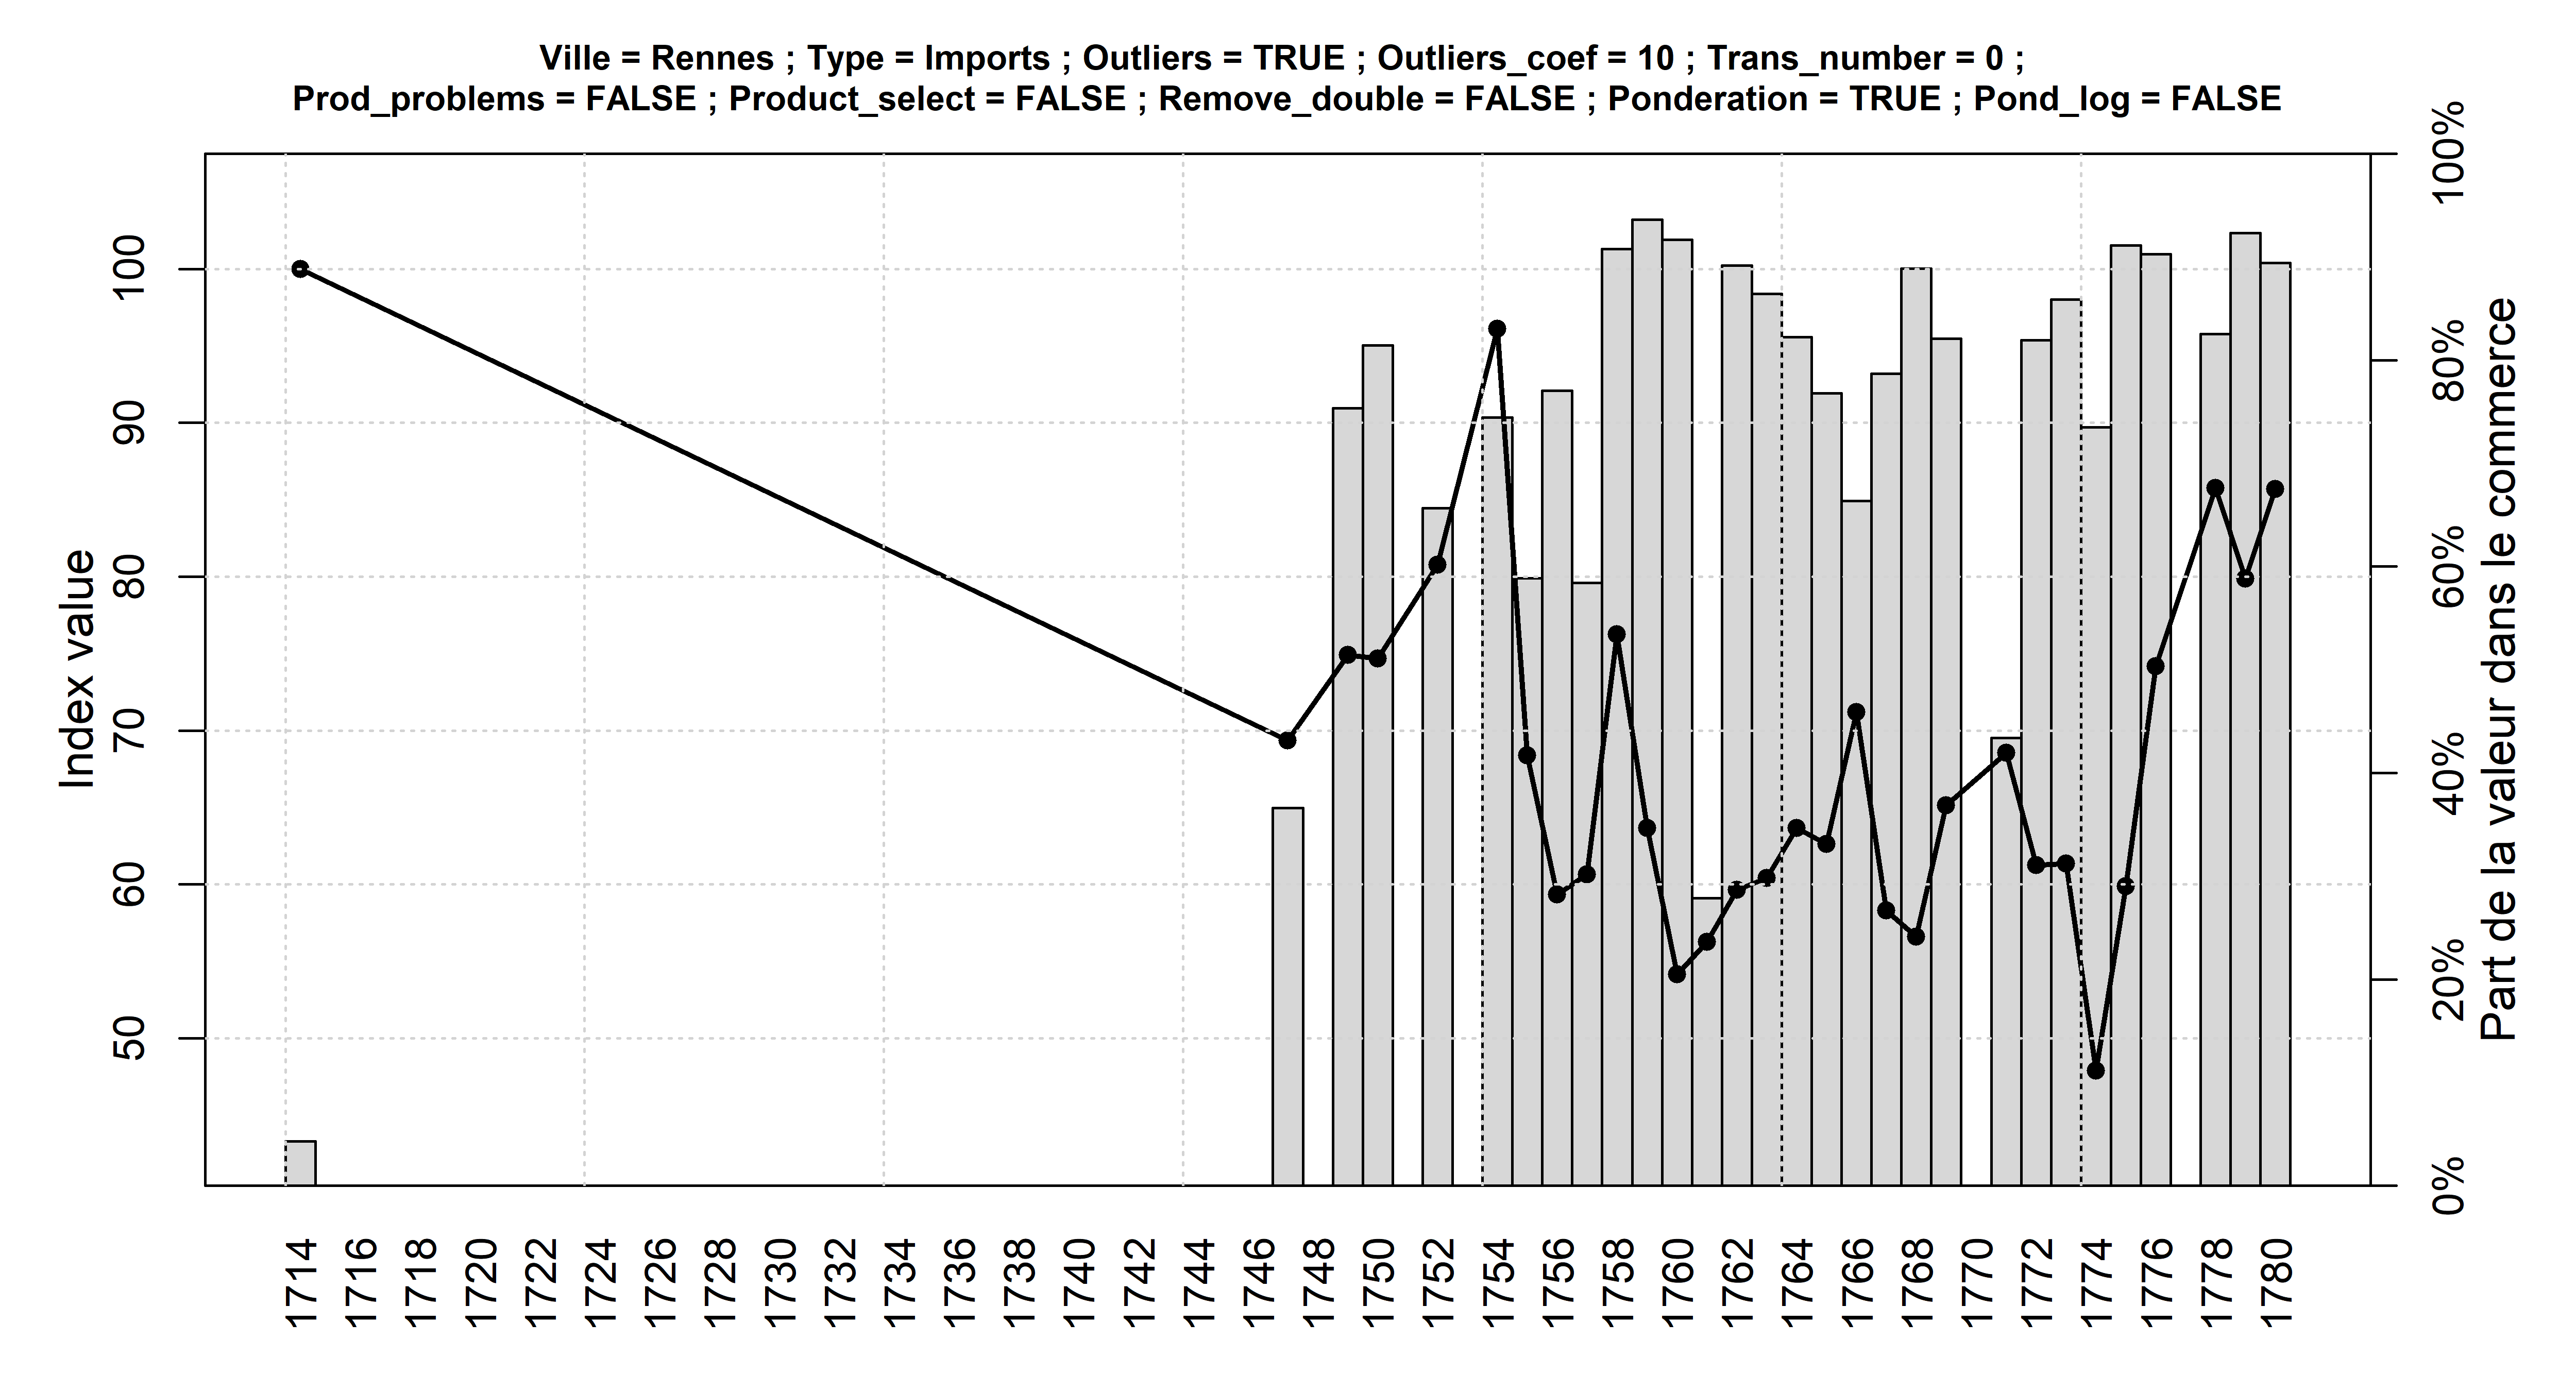 Ville = Rennes ; Type = Imports ; Outliers = TRUE ; Outliers_coef = 10 ; Trans_number = 0 ;
Prod_problems = FALSE ; Product_select = FALSE ; Remove_double = FALSE ; Ponderation = TRUE ; Pond_log = FALSE
Index value
100
90
80
70
60
50
100%
80%
60%
40%
20%
0%
Part de la valeur dans le commerce
1714 1716 1718 1720 1722 1724 1726 1728 1730 1732 1734 1736 1738 1740 1742 1744 1746 1748 1750 1752 1754 1756 1758 1760 1762 1764 1766 1768 1770 1772 1774 1776 1778 1780